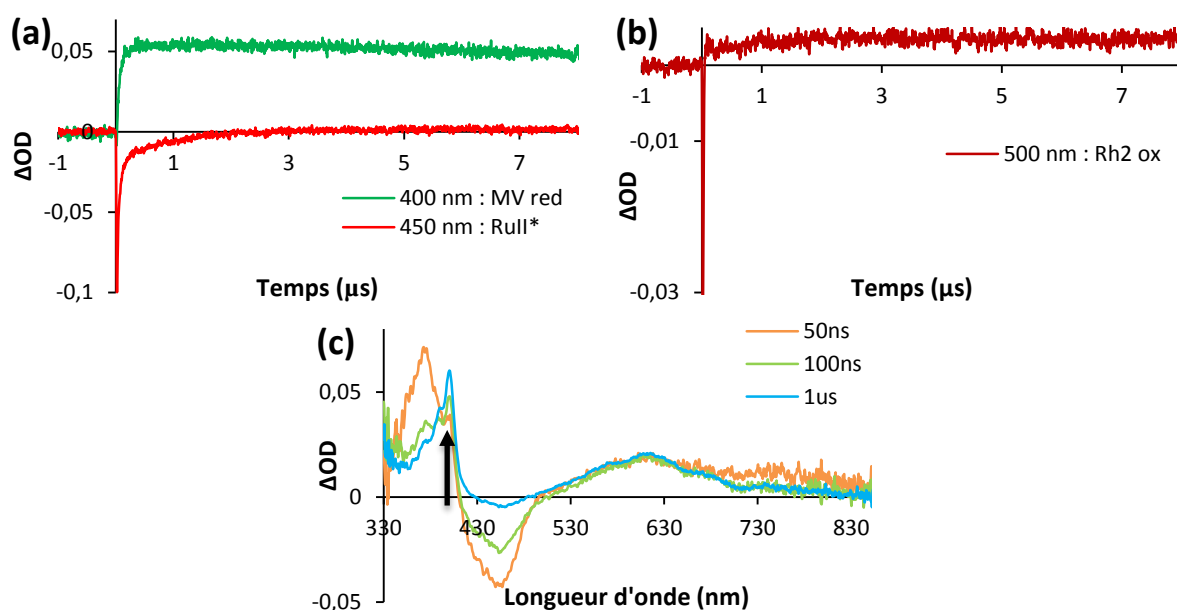 (a)
0,05
0
-0,05
-0,1
-1
1
3
5
7
ΔOD
400 nm : MV red
450 nm : RuII*
Temps (µs)
(b)
-1
1
3
5
7
-0,01
-0,03
ΔOD
500 nm : Rh2 ox
Temps (µs)
(c)
50ns
100ns
1us
0,05
0
-0,05
ΔOD
330
430
530
630
730
830
Longueur d'onde (nm)